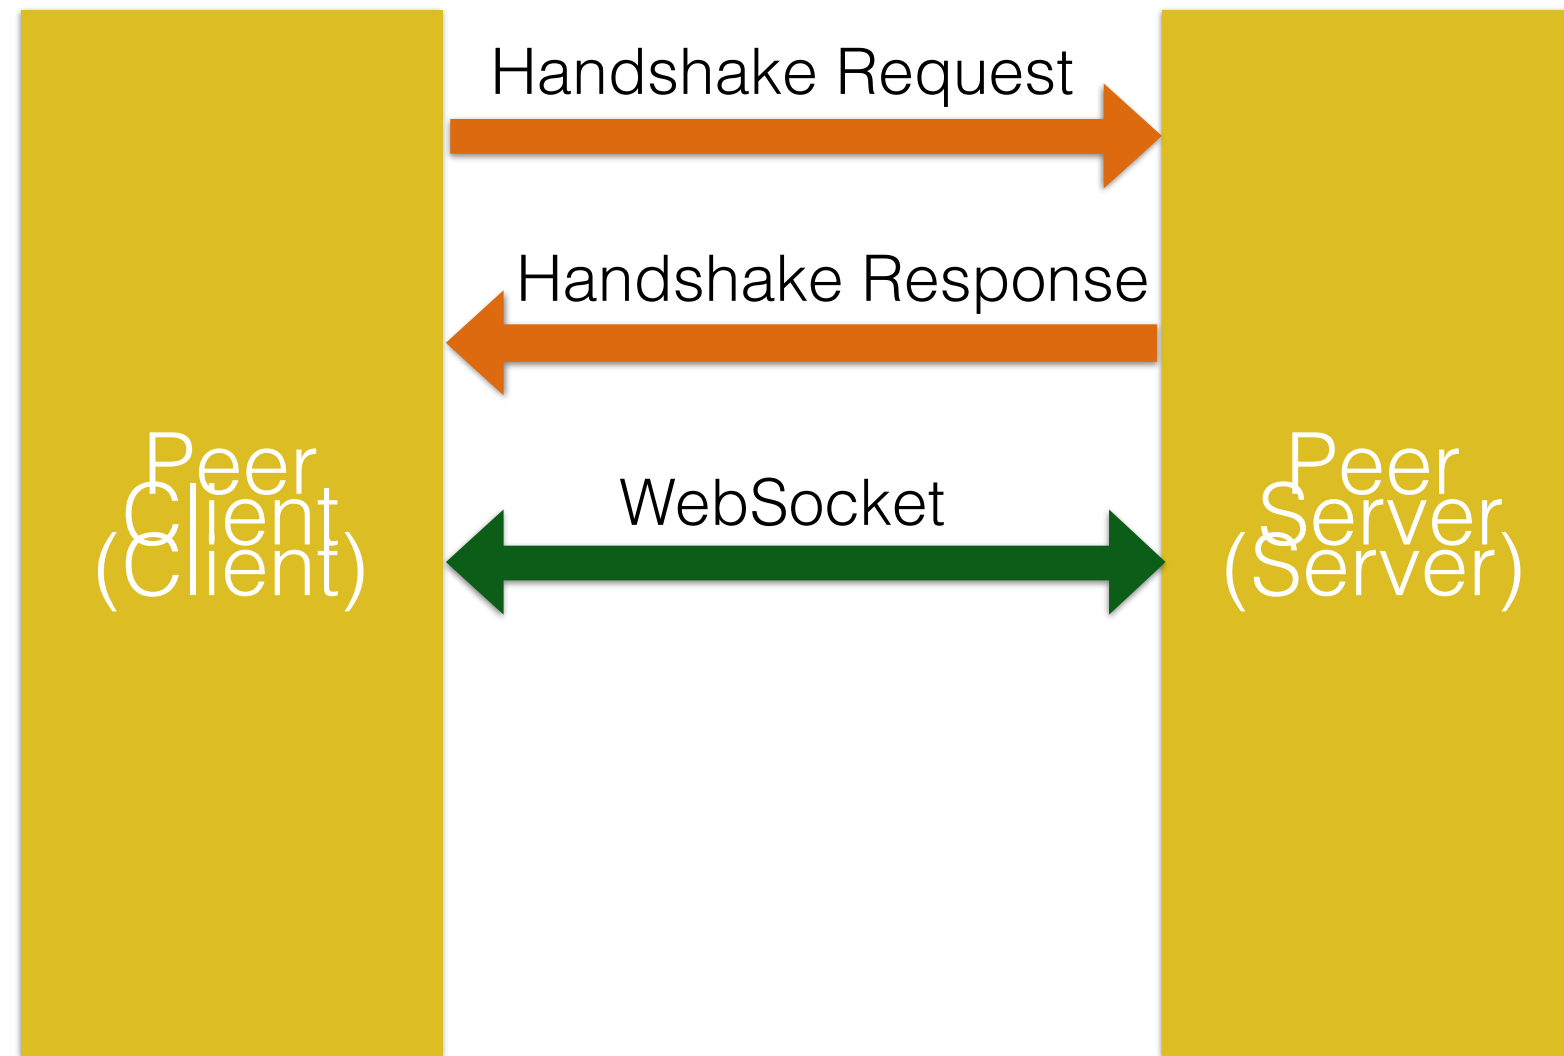 Handshake Request
Handshake Response
WebSocket
Peer
Client
(Client)
Peer
Server
(Server)